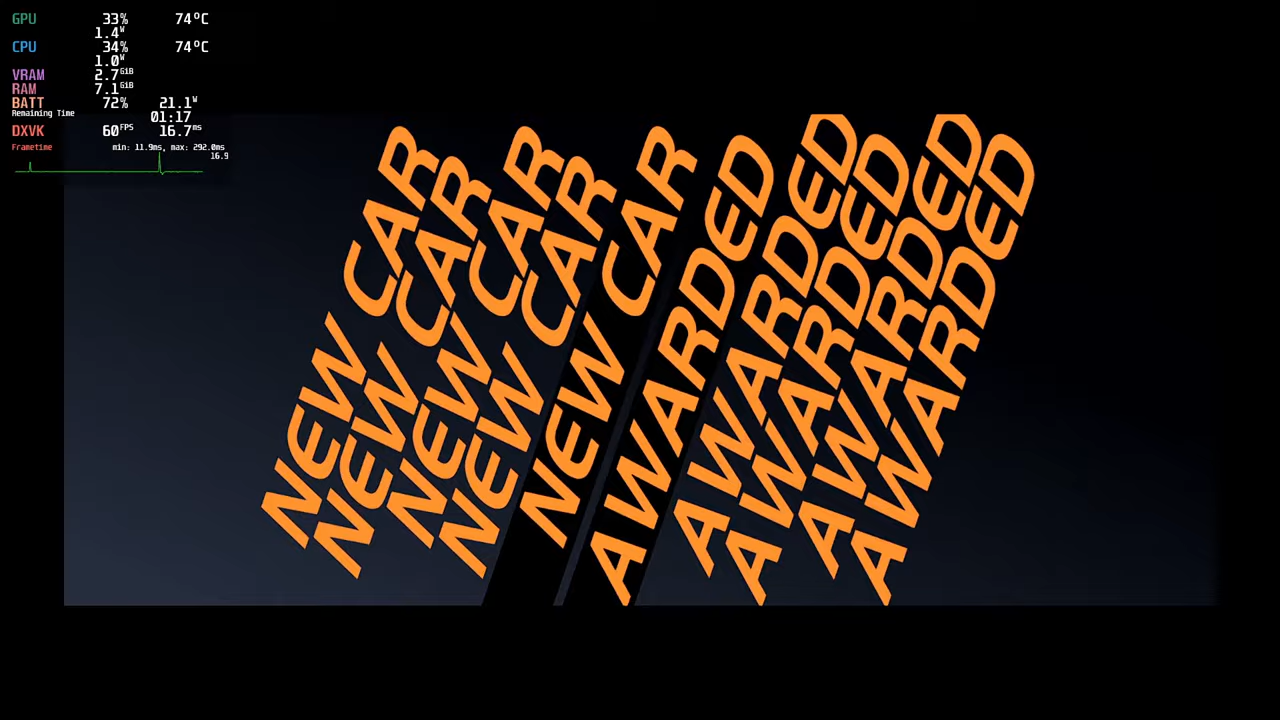 GPU 33% 74°C
1.4W
CPU 34% 74°C
1.0W
VRAM 2.7GiB
RAM 7.1GiB
BATT 72% 21.1W
Remaining Time 01:17
DXVK 60FPS 16.7ms
Frametime min: 11.9ms, max: 292.0ms
16.9
NEW CAR
NEW CAR
NEW CAR
NEW CAR
NEW CAR
AWARDED
AWARDED
AWARDED
AWARDED
AWARDED